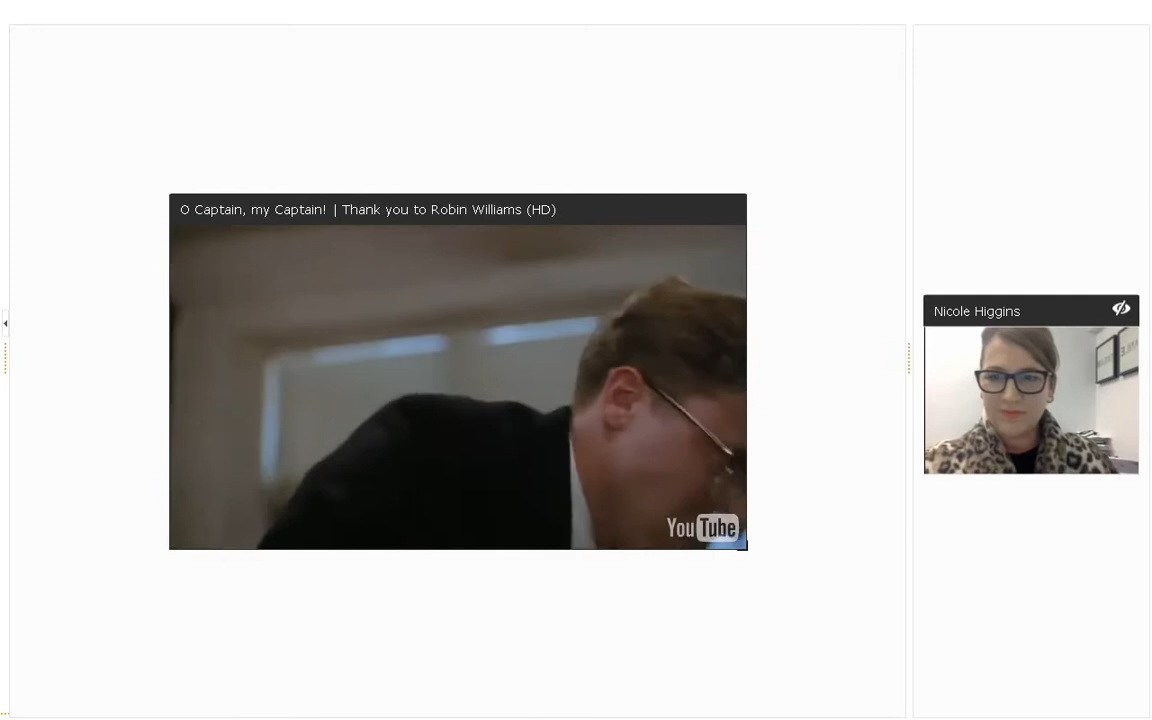 O Captain, my Captain! | Thank you to Robin Williams (HD)
Nicole Higgins
YouTube